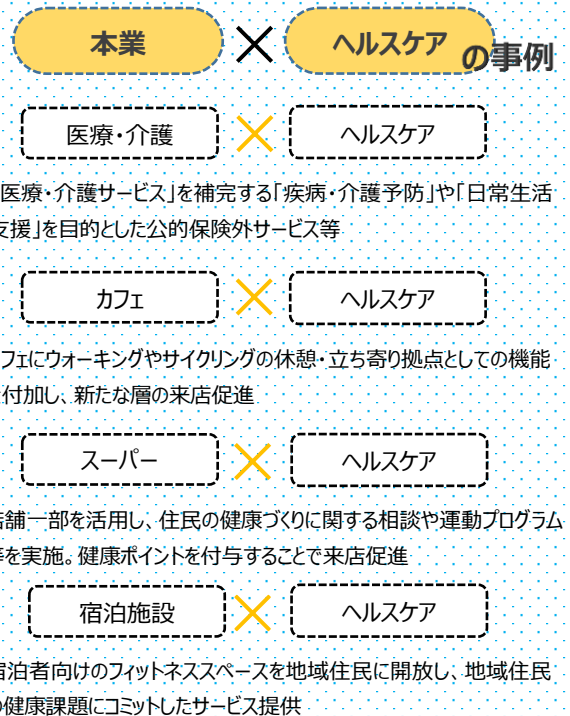 本業 × ヘルスケア の事例
医療・介護 × ヘルスケア
医療・介護サービス」を補完する「疾病・介護予防」や「日常生活
支援」を目的とした公的保険外サービス等
カフェ × ヘルスケア
フェにウォーキングやサイクリングの休憩・立ち寄り拠点としての機能
付加し、新たな層の来店促進
スーパー × ヘルスケア
店舗一部を活用し、住民の健康づくりに関する相談や運動プログラム
等を実施。健康ポイントを付与することで来店促進
宿泊施設 × ヘルスケア
宿泊者向けのフィットネススペースを地域住民に開放し、地域住民
の健康課題にコミットしたサービス提供